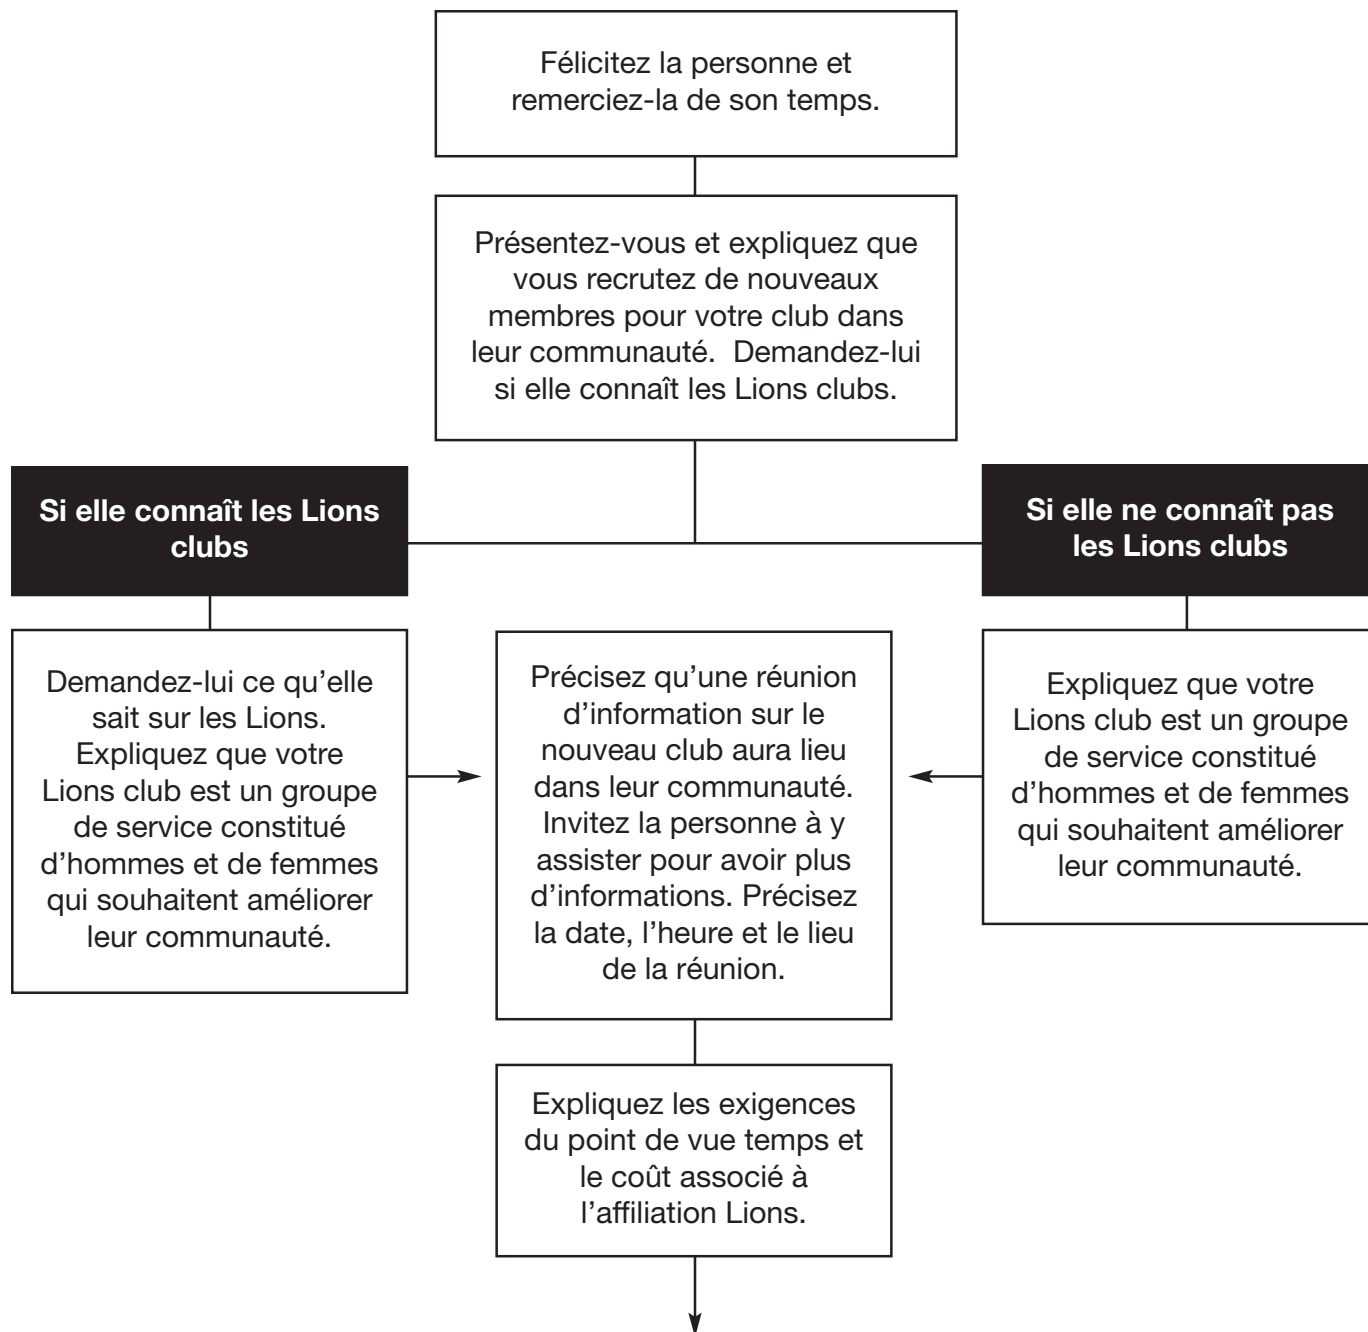 Félicitez la personne et
remerciez-la de son temps.
Présentez-vous et expliquez que
vous recrutez de nouveaux
membres pour votre club dans
leur communauté.  Demandez-lui
si elle connaît les Lions clubs.
Si elle connaît les Lions
clubs
Si elle ne connaît pas
les Lions clubs
Demandez-lui ce qu’elle
sait sur les Lions.
Expliquez que votre
Lions club est un groupe
de service constitué
d’hommes et de femmes
qui souhaitent améliorer
leur communauté.
Précisez qu’une réunion
d’information sur le
nouveau club aura lieu
dans leur communauté.
Invitez la personne à y
assister pour avoir plus
d’informations. Précisez
la date, l’heure et le lieu
de la réunion.
Expliquez que votre
Lions club est un groupe
de service constitué
d’hommes et de femmes
qui souhaitent améliorer
leur communauté.
Expliquez les exigences
du point de vue temps et
le coût associé à
l’affiliation Lions.